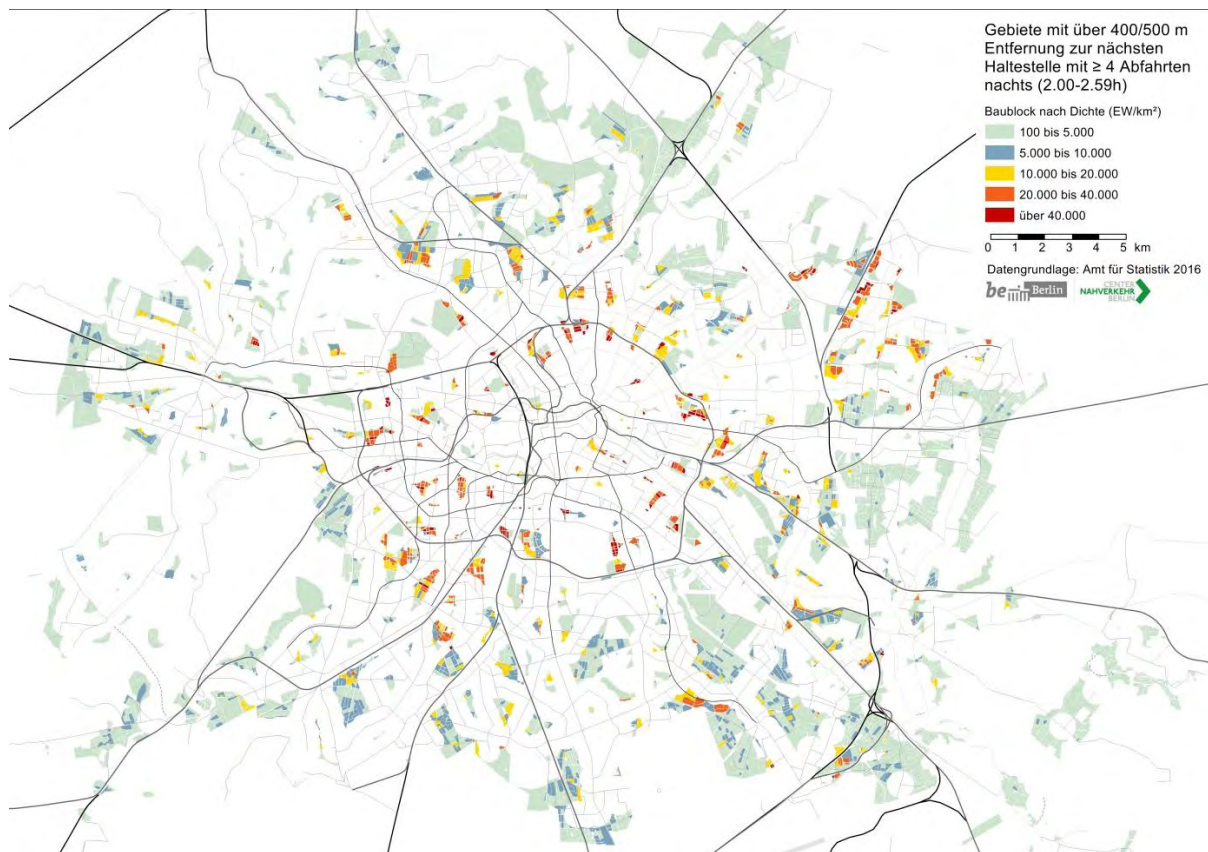 Gebiete mit über 400/500 m
Entfernung zur nächsten
Haltestelle mit ≥ 4 Abfahrten
nachts (2.00-2.59h)
Baublock nach Dichte (EW/km²)
100 bis 5.000
5.000 bis 10.000
10.000 bis 20.000
20.000 bis 40.000
über 40.000
0 1 2 3 4 5 km
Datengrundlage: Amt für Statistik 2016
be Berlin
CENTER
NAHVERKEHR
BERLIN